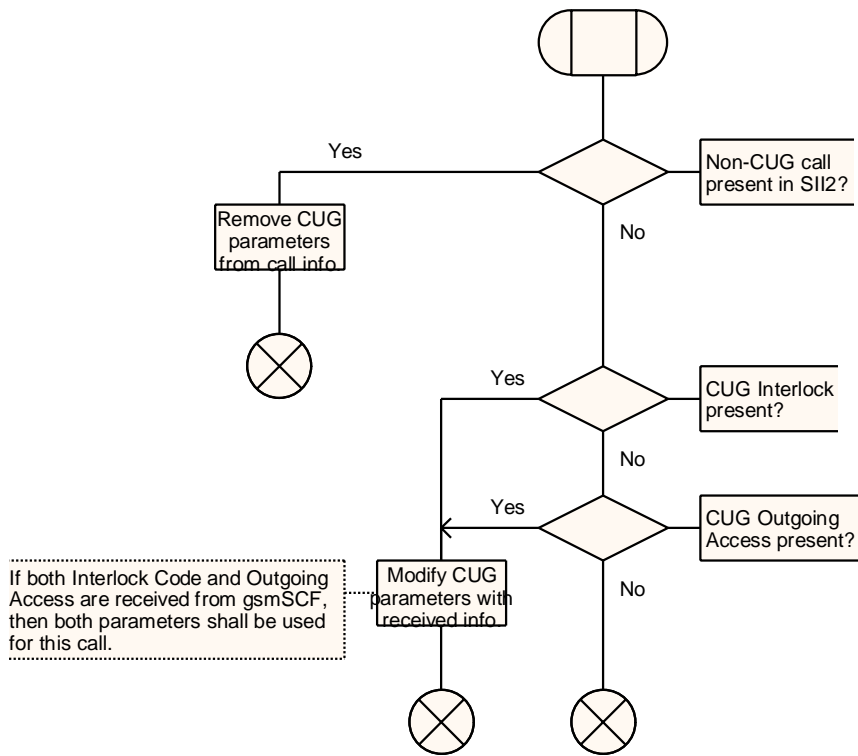 Yes
Non-CUG call
present in SII2?
Remove CUG
parameters
from call info.
No
Yes
CUG Interlock
present?
No
Yes
CUG Outgoing
Access present?
If both Interlock Code and Outgoing
Access are received from gsmSCF,
then both parameters shall be used
for this call.
Modify CUG
parameters with
received info.
No